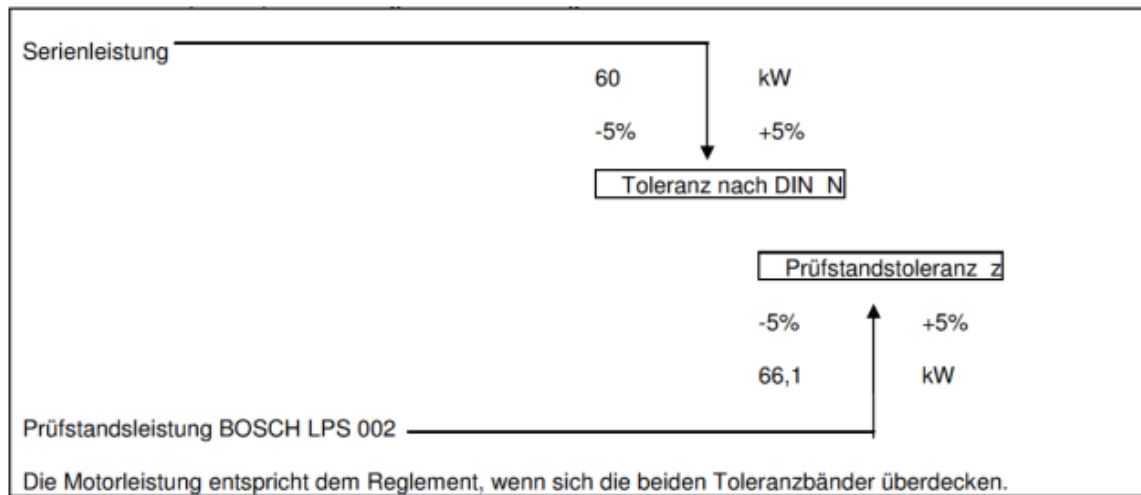 Serienleistung
60 kW
-5% +5%
Toleranz nach DIN N
Prüfstandstoleranz z
-5% +5%
66,1 kW
Prüfstandsleistung BOSCH LPS 002
Die Motorleistung entspricht dem Reglement, wenn sich die beiden Toleranzbänder überdecken.